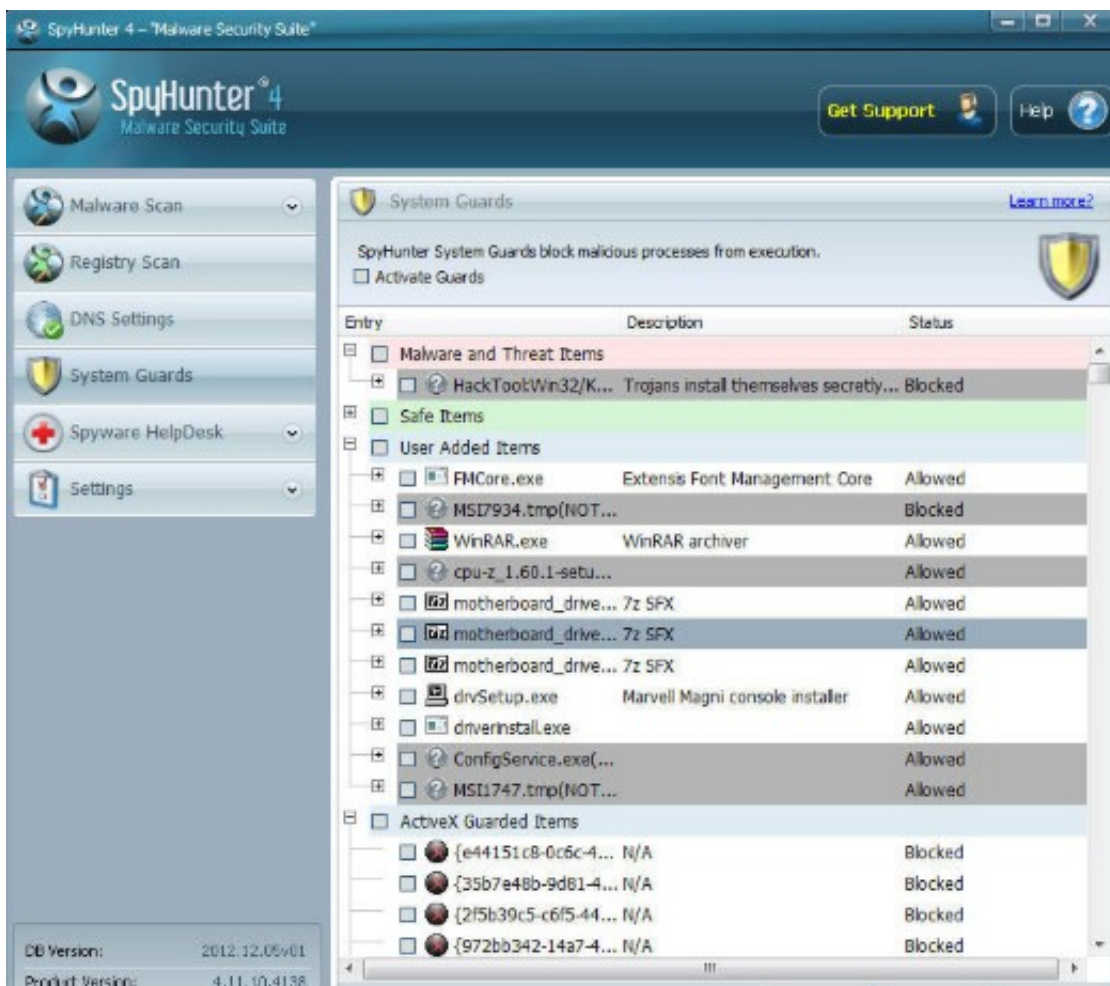 SpyHunter 4 – "Malware Security Suite"
SpyHunter® 4
Malware Security Suite
Get Support
Help
Malware Scan
Registry Scan
DNS Settings
System Guards
Spyware HelpDesk
Settings
DB Version: 2012.12.05v01
Product Version: 4.11.10.4138
System Guards
Learn more?
SpyHunter System Guards block malicious processes from execution.
Activate Guards
Entry Description Status
Malware and Threat Items
HackTool:Win32/K... Trojans install themselves secretly... Blocked
Safe Items
User Added Items
FMCore.exe Extensis Font Management Core Allowed
MSI7934.tmp(NOT... Blocked
WinRAR.exe WinRAR archiver Allowed
cpu-z_1.60.1-setu... Allowed
motherboard_drive... 7z SFX Allowed
motherboard_drive... 7z SFX Allowed
motherboard_drive... 7z SFX Allowed
drvSetup.exe Marvell Magni console installer Allowed
driverinstall.exe Allowed
ConfigService.exe(... Allowed
MSI1747.tmp(NOT... Allowed
ActiveX Guarded Items
{e44151c8-0c6c-4... N/A Blocked
{35b7e48b-9d81-4... N/A Blocked
{2f5b39c5-c6f5-44... N/A Blocked
{972bb342-14a7-4... N/A Blocked